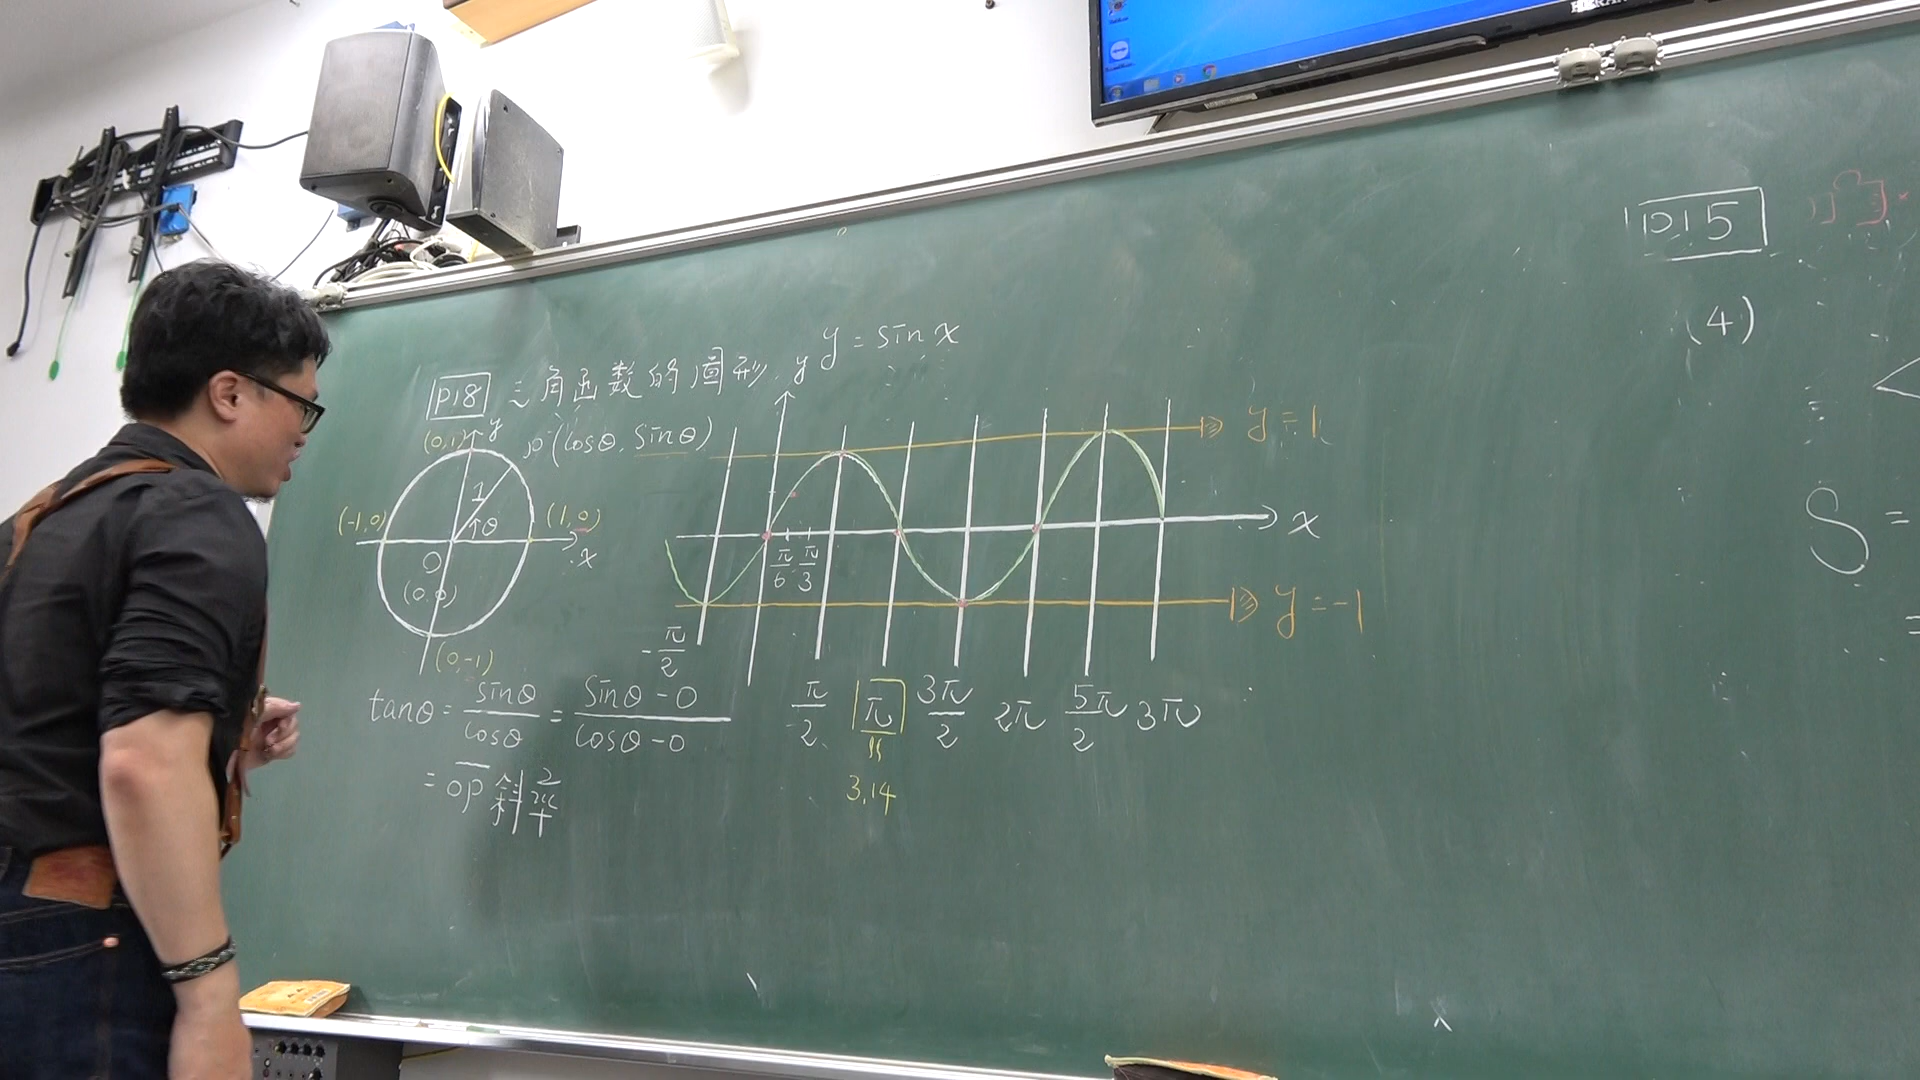 P15
(4)
S =
=
P18 三角函数的圖形
y = sinx
y
(0,1) y
P(cosθ, sinθ)
y = 1
1
(-1,0)
θ
(1,0)
x
O
(0,0)
π/6 π/3
x
(0,-1)
y = -1
-π/2
π/2 π 3π/2 2π 5π/2 3π
3.14
tanθ = sinθ/cosθ = sinθ-0/cosθ-0
= OP斜率